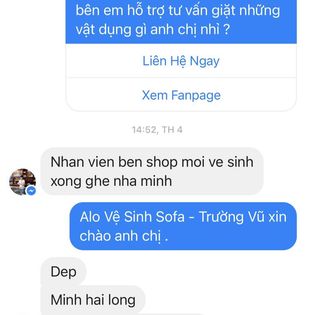 bên em hỗ trợ tư vấn giặt những
vật dụng gì anh chị nhỉ ?
Liên Hệ Ngay
Xem Fanpage
14:52, TH 4
Nhan vien ben shop moi ve sinh
xong ghe nha minh
Alo Vệ Sinh Sofa - Trường Vũ xin
chào anh chị .
Dep
Minh hai long